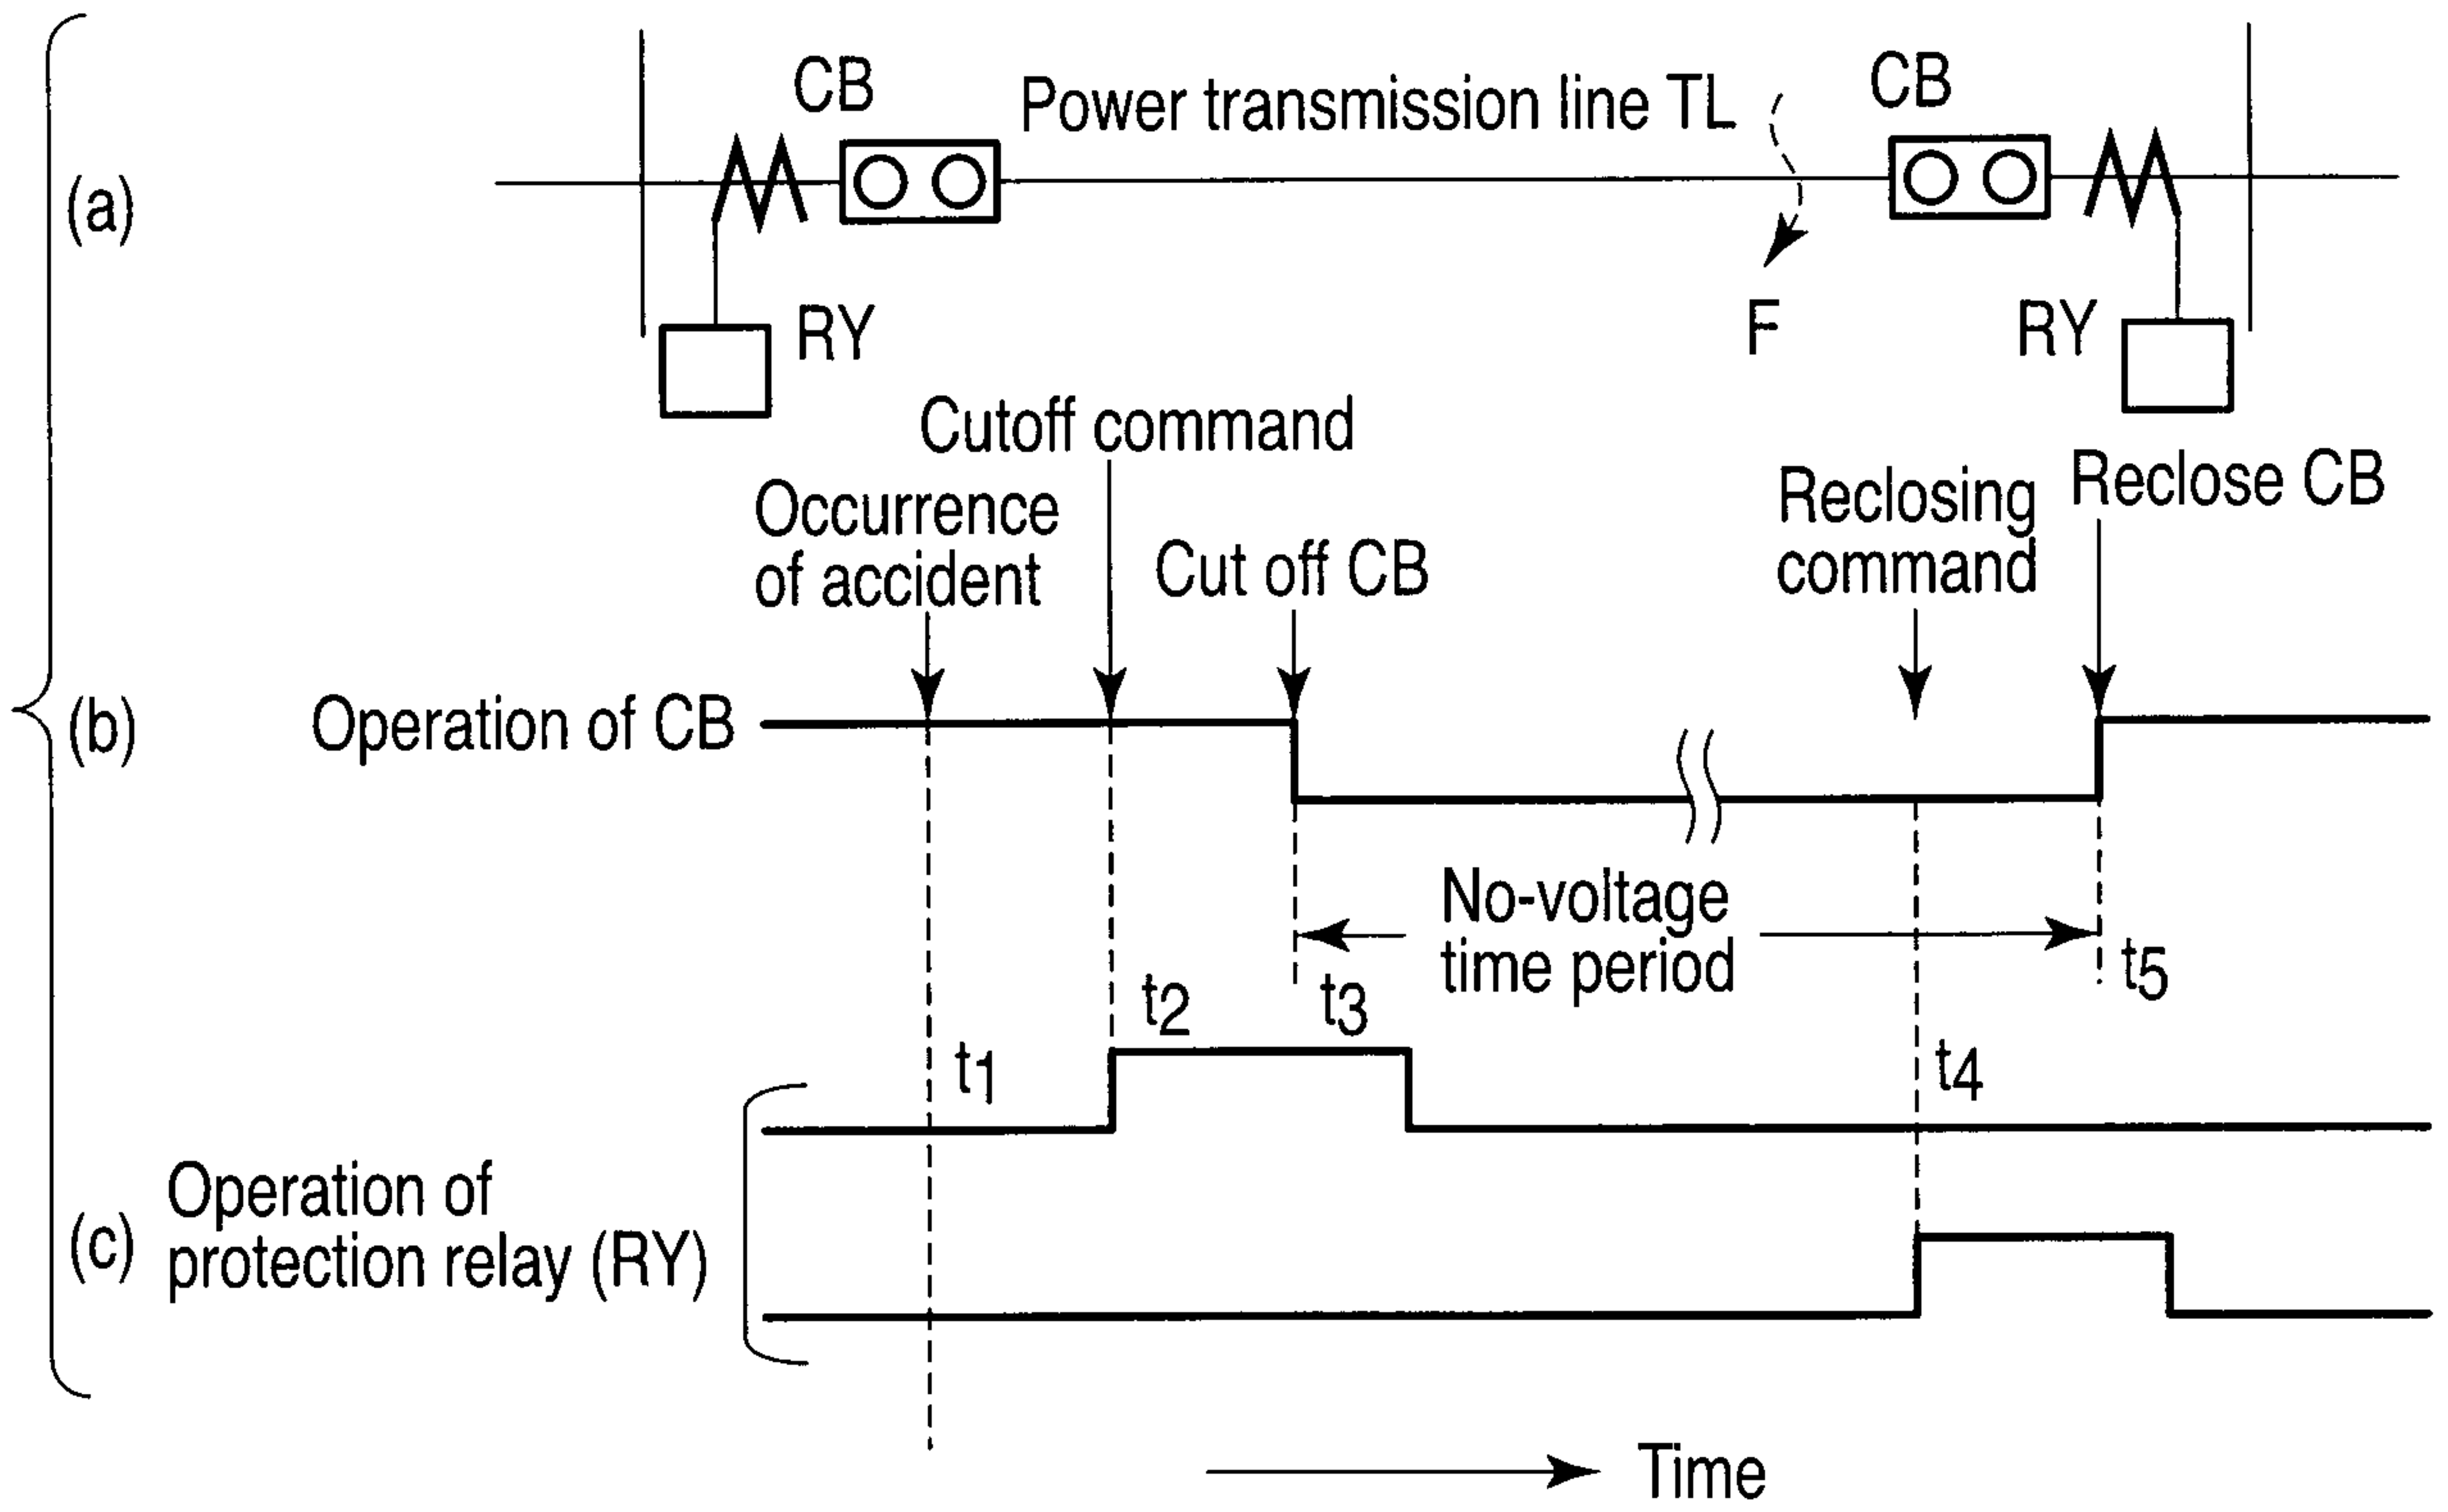 (a)
CB
Power transmission line TL
CB
RY
F
RY
Cutoff command
Occurrence
of accident
Cut off CB
Reclosing
command
Reclose CB
(b)
Operation of CB
No-voltage
time period
t1
t2
t3
t4
t5
(c)
Operation of
protection relay (RY)
Time